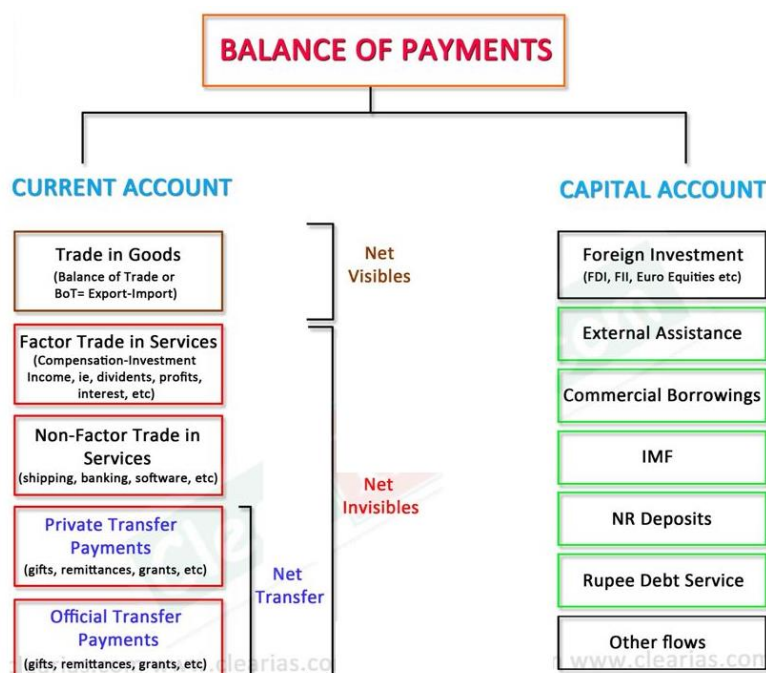 BALANCE OF PAYMENTS
CURRENT ACCOUNT
Trade in Goods
(Balance of Trade or
BoT= Export-Import)
Factor Trade in Services
(Compensation-Investment
Income, ie, dividents, profits,
interest, etc)
Non-Factor Trade in
Services
(shipping, banking, software, etc)
Private Transfer
Payments
(gifts, remittances, grants, etc)
Official Transfer
Payments
(gifts, remittances, grants, etc)
Net
Visibles
Net
Invisibles
Net
Transfer
CAPITAL ACCOUNT
Foreign Investment
(FDI, FII, Euro Equities etc)
External Assistance
Commercial Borrowings
IMF
NR Deposits
Rupee Debt Service
Other flows
www.clearias.com